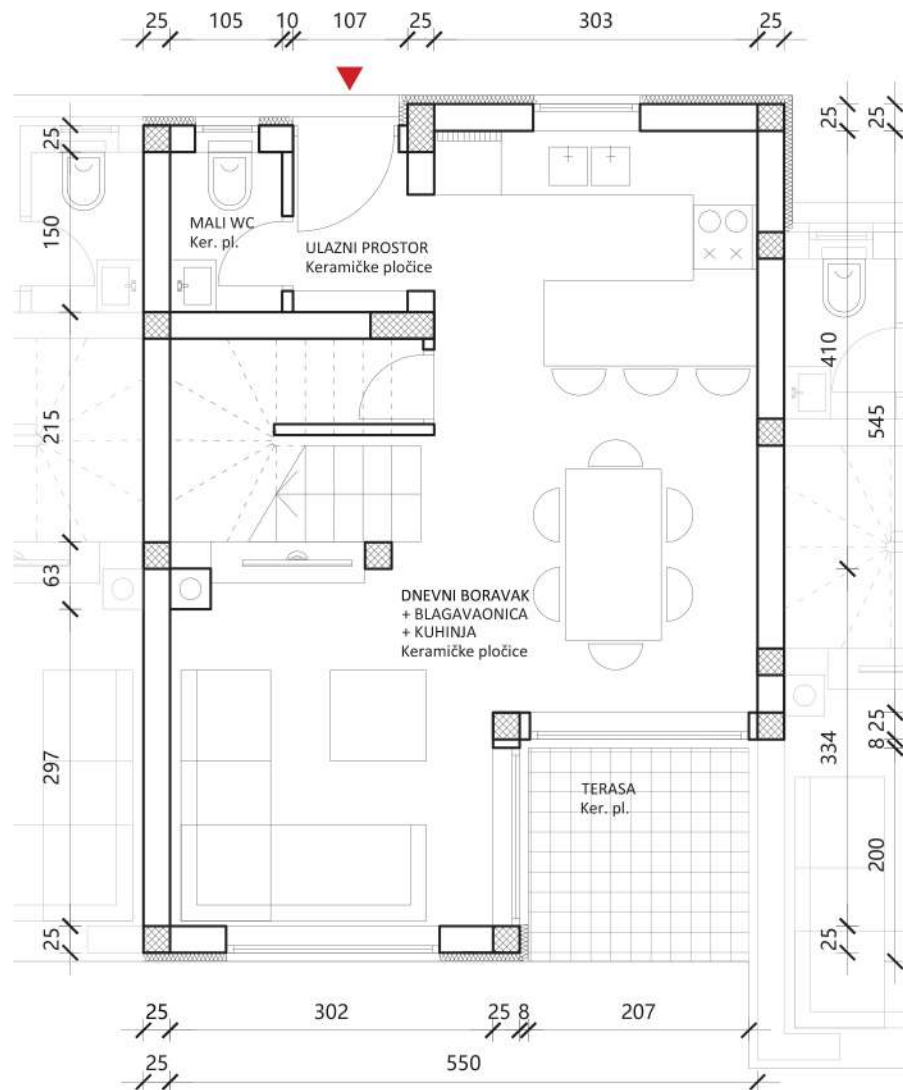 25 105 10 107 25 303 25
25
25
25
150
MALI WC
Ker. pl.
ULAZNI PROSTOR
Keramičke pločice
410
215
545
63
DNEVNI BORAVAK
+ BLAGAVAONICA
+ KUHINJA
Keramičke pločice
25
8
334
297
TERASA
Ker. pl.
200
25
25
25 302 25 8 207
25 550